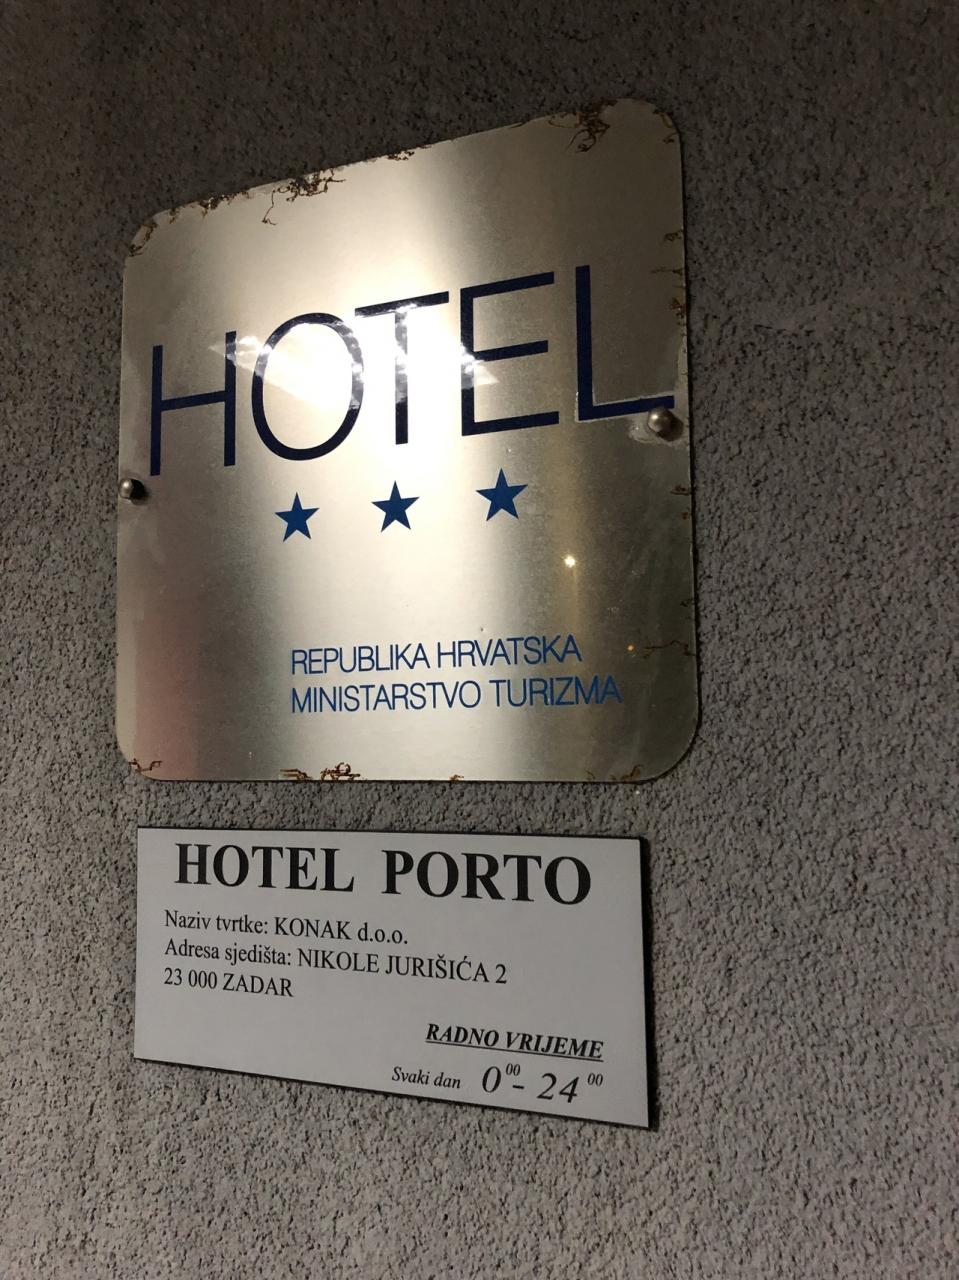 HOTEL
REPUBLIKA HRVATSKA
MINISTARSTVO TURIZMA
HOTEL PORTO
Naziv tvrtke: KONAK d.o.o.
Adresa sjedišta: NIKOLE JURIŠIĆA 2
23 000 ZADAR
RADNO VRIJEME
Svaki dan 0⁰⁰- 24⁰⁰